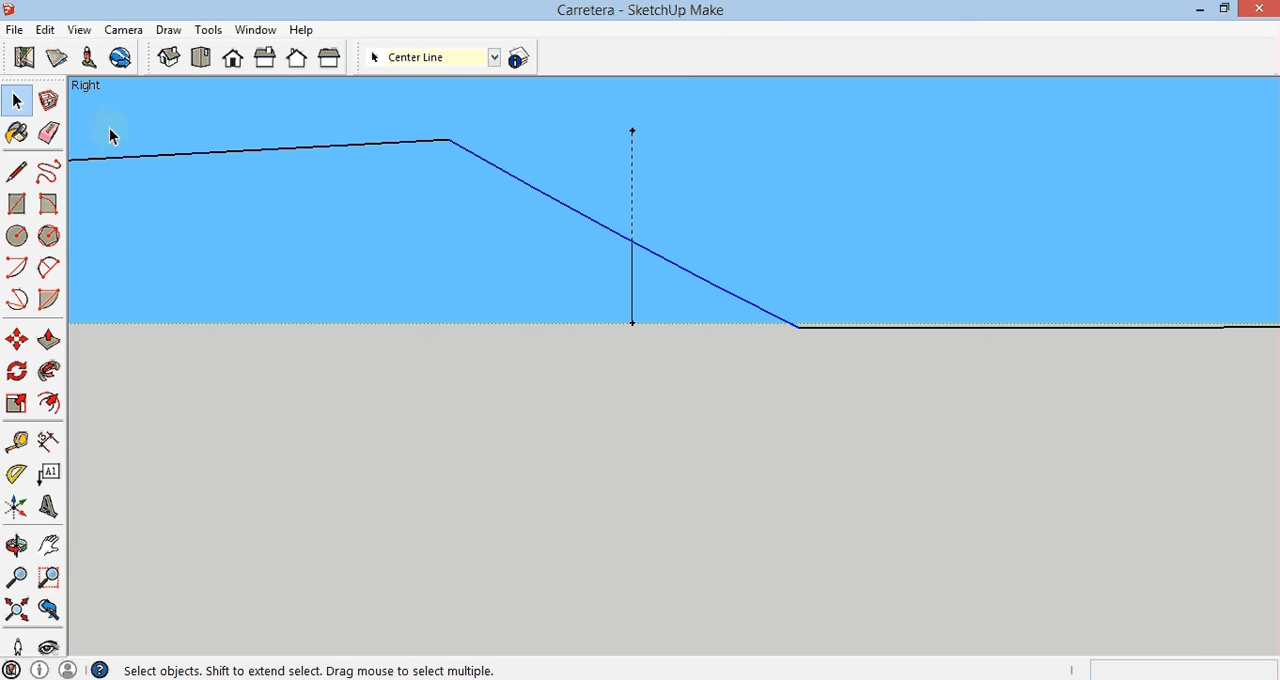 Carretera - SketchUp Make
File Edit View Camera Draw Tools Window Help
Center Line
Right
A1
Select objects. Shift to extend select. Drag mouse to select multiple.